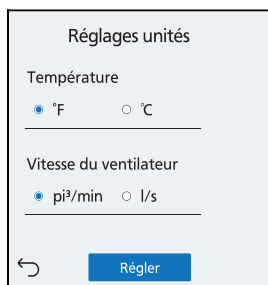 Réglages unités
Température
°F °C
Vitesse du ventilateur
pi³/min l/s
Régler